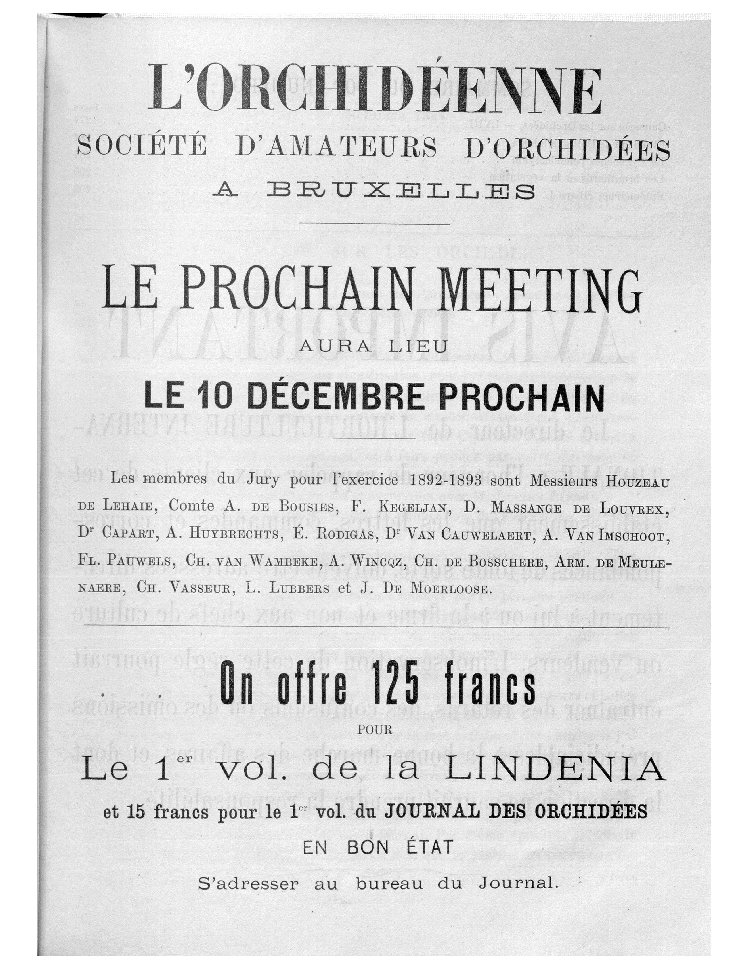 L'ORCHIDÉENNE
SOCIÉTÉ D'AMATEURS D'ORCHIDÉES
A BRUXELLES
LE PROCHAIN MEETING
AURA LIEU
LE 10 DÉCEMBRE PROCHAIN
Les membres du Jury pour l'exercice 1892-1893 sont Messieurs HOUZEAU
DE LEHAIE, Comte A. DE BOUSIES, F. KEGELJAN, D. MASSANGE DE LOUVREX,
Dr CAPART, A. HUYBRECHTS, É. RODIGAS, Dr VAN CAUWELAERT, A. VAN IMSCHOOT,
FL. PAUWELS, CH. VAN WAMBEKE, A. WINCQZ, CH. DE BOSSCHERE, ARM. DE MEULE-
NAERE, CH. VASSEUR, L. LUBBERS et J. DE MOERLOOSE.
On offre 125 francs
POUR
Le 1er vol. de la LINDENIA
et 15 francs pour le 1er vol. du JOURNAL DES ORCHIDÉES
EN BON ÉTAT
S'adresser au bureau du Journal.